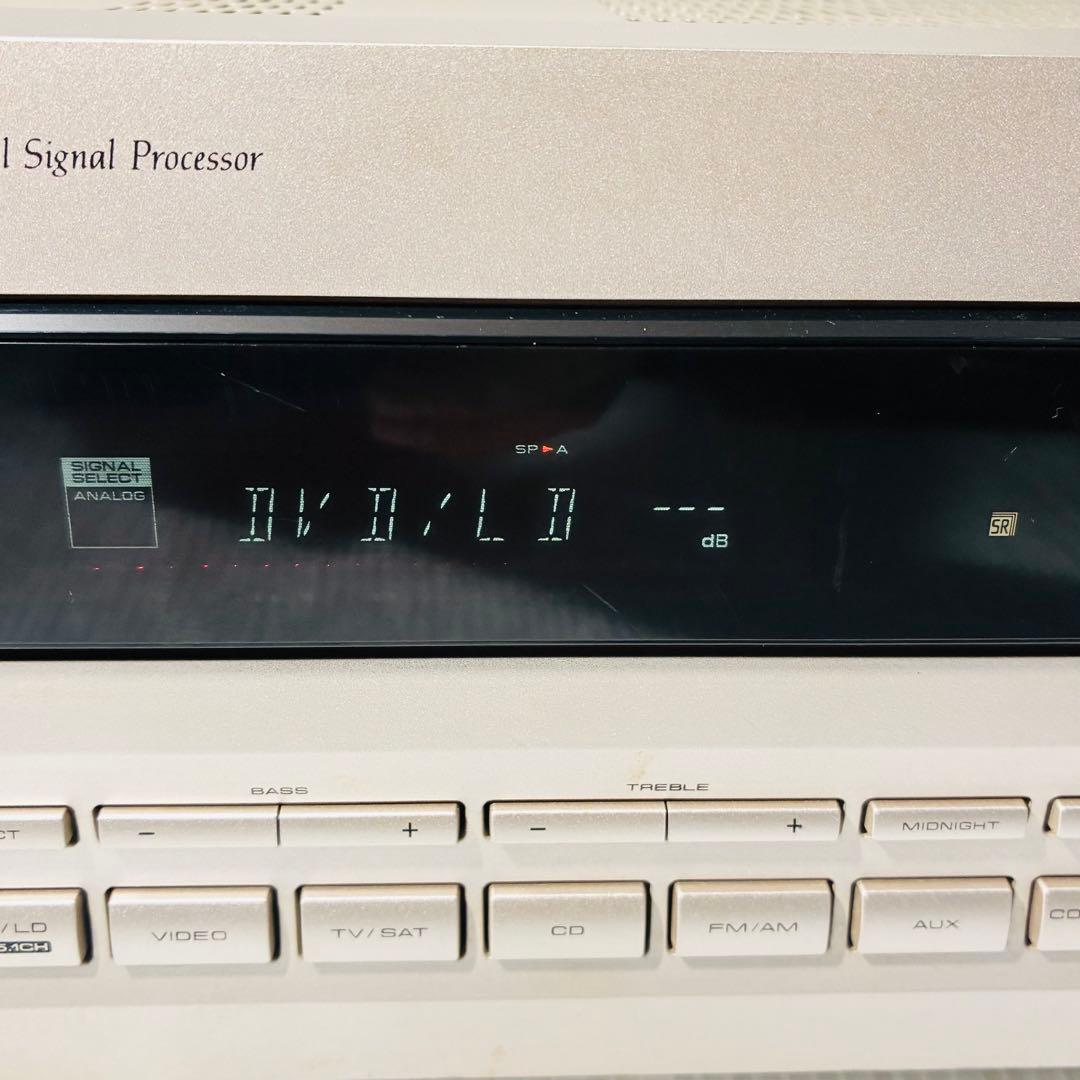 l Signal Processor
SP ► A
SIGNAL
SELECT
ANALOG
DVD/LD ---
dB
SR
BASS
TREBLE
CT
- +
- +
MIDNIGHT
/LD
5.1CH
VIDEO
TV/SAT
CD
FM/AM
AUX
CD